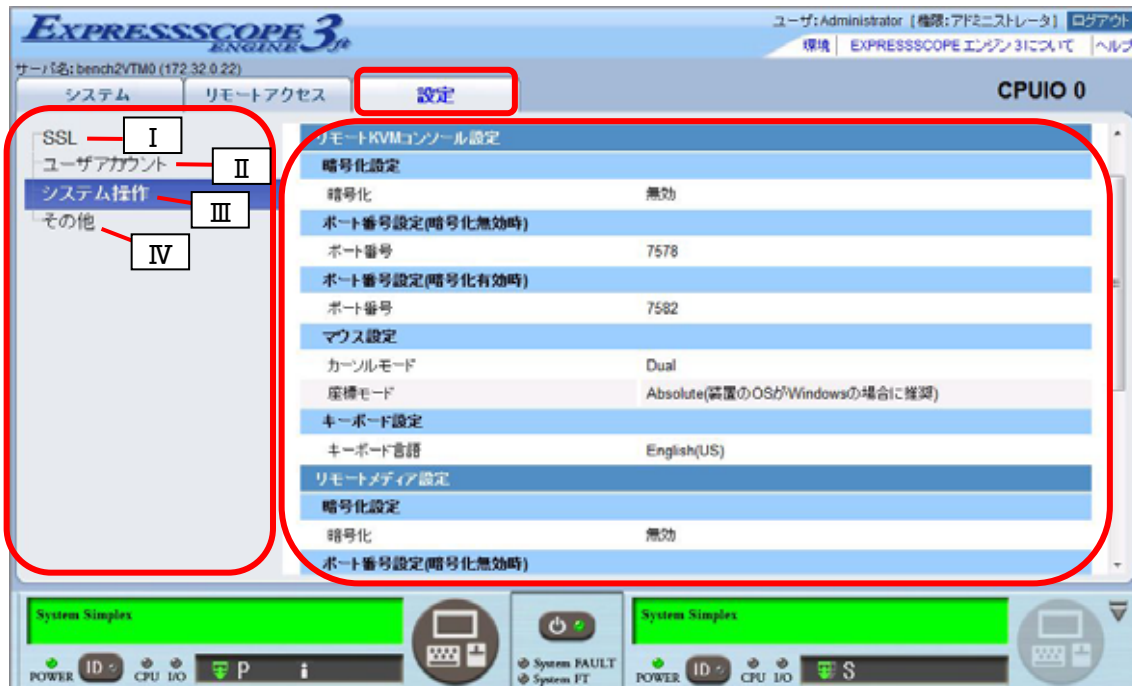 EXPRESSSCOPE
ENGINE 3 ft
ユーザ:Administrator [権限:アドミニストレータ] ログアウト
環境 EXPRESSSCOPE エンジン 3について ヘルプ
サーバ名: bench2VTM0 (172.32.0.22)
システム リモートアクセス 設定 CPUIO 0
SSL
ユーザアカウント
システム操作
その他
Ⅰ
Ⅱ
Ⅲ
Ⅳ
リモートKVMコンソール設定
暗号化設定
暗号化 無効
ポート番号設定(暗号化無効時)
ポート番号 7578
ポート番号設定(暗号化有効時)
ポート番号 7582
マウス設定
カーソルモード Dual
座標モード Absolute(装置のOSがWindowsの場合に推奨)
キーボード設定
キーボード言語 English(US)
リモートメディア設定
暗号化設定
暗号化 無効
ポート番号設定(暗号化無効時)
System Simplex
POWER ID CPU I/O P i
System FAULT
System FT
System Simplex
POWER ID CPU I/O S